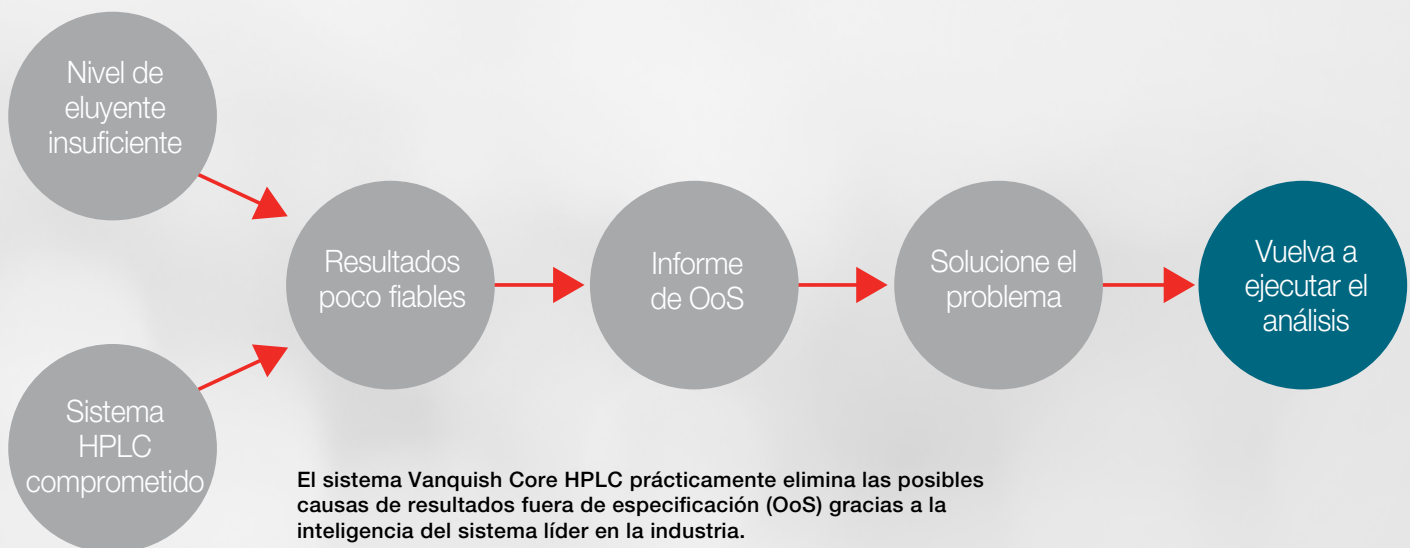 Nivel de
eluyente
insuficiente
Sistema
HPLC
comprometido
Resultados
poco fiables
Informe
de OoS
Solucione el
problema
Vuelva a
ejecutar el
análisis
El sistema Vanquish Core HPLC prácticamente elimina las posibles
causas de resultados fuera de especificación (OoS) gracias a la
inteligencia del sistema líder en la industria.